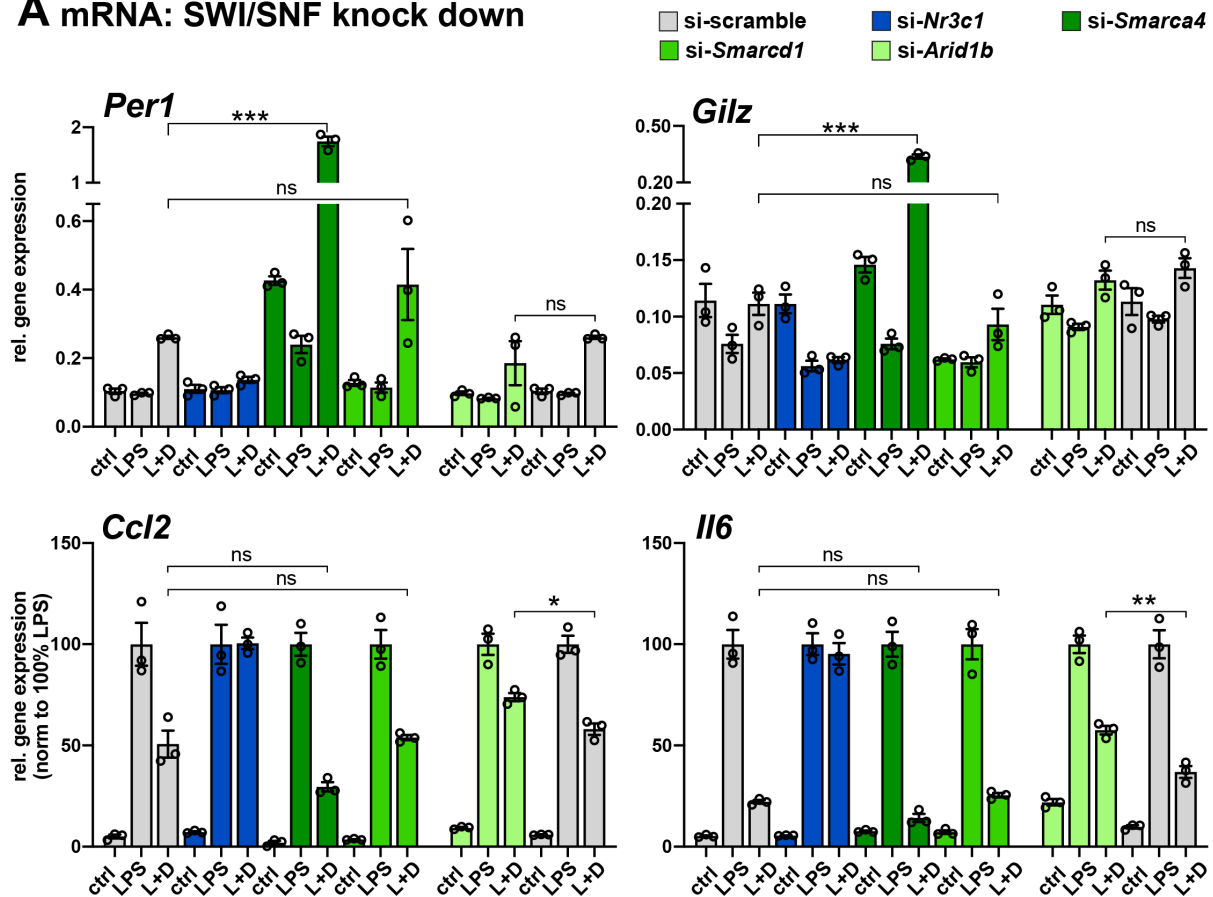 A mRNA: SWI/SNF knock down
si-scramble si-Nr3c1 si-Smarca4
si-Smarcd1 si-Arid1b
Per1
rel. gene expression
2
1
0.6
0.4
0.2
0.0
***
ns
ns
ctrl LPS L+D ctrl LPS L+D ctrl LPS L+D ctrl LPS L+D ctrl LPS L+D ctrl LPS L+D
Gilz
0.50
0.20
0.20
0.15
0.10
0.05
0.00
***
ns
ns
ctrl LPS L+D ctrl LPS L+D ctrl LPS L+D ctrl LPS L+D ctrl LPS L+D ctrl LPS L+D
Ccl2
rel. gene expression
(norm to 100% LPS)
150
100
50
0
ns
ns
*
ctrl LPS L+D ctrl LPS L+D ctrl LPS L+D ctrl LPS L+D ctrl LPS L+D ctrl LPS L+D
Il6
150
100
50
0
ns
ns
**
ctrl LPS L+D ctrl LPS L+D ctrl LPS L+D ctrl LPS L+D ctrl LPS L+D ctrl LPS L+D